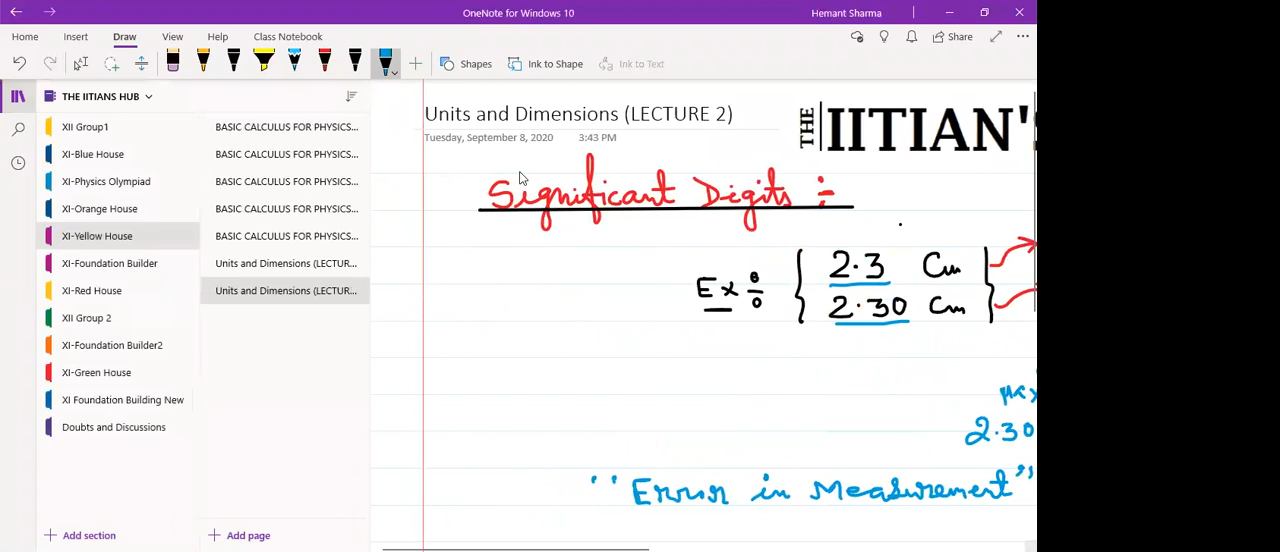 OneNote for Windows 10
Hemant Sharma
Home Insert Draw View Help Class Notebook
Share
Shapes Ink to Shape Ink to Text
THE IITIANS HUB
XII Group1
XI-Blue House
XI-Physics Olympiad
XI-Orange House
XI-Yellow House
XI-Foundation Builder
XI-Red House
XII Group 2
XI-Foundation Builder2
XI-Green House
XI Foundation Building New
Doubts and Discussions
Add section
BASIC CALCULUS FOR PHYSICS...
BASIC CALCULUS FOR PHYSICS...
BASIC CALCULUS FOR PHYSICS...
BASIC CALCULUS FOR PHYSICS...
BASIC CALCULUS FOR PHYSICS...
Units and Dimensions (LECTUR...
Units and Dimensions (LECTUR...
Add page
Units and Dimensions (LECTURE 2)
Tuesday, September 8, 2020 3:43 PM
THE IITIAN'S
Significant Digits :-
Ex
2.3 Cm
2.30 Cm
2.30
"Error in Measurement"